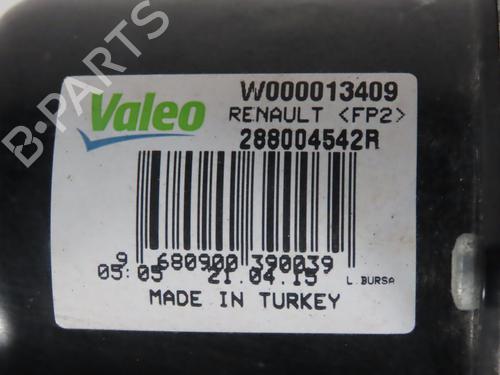 Valeo
W000013409
RENAULT <FP2>
288004542R
9 680900 390039
05:05 21.04.15 L.BURSA
MADE IN TURKEY
B-PARTS